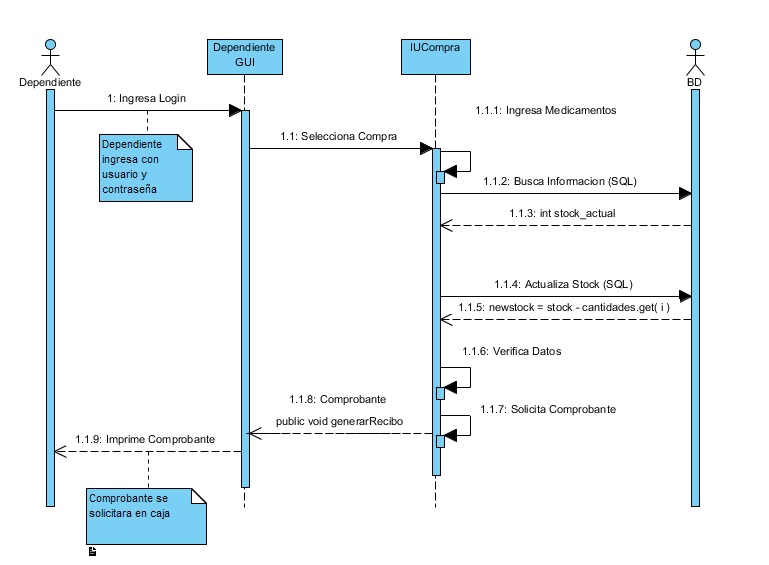 Dependiente
GUI
IUCompra
Dependiente
BD
1: Ingresa Login
1.1.1: Ingresa Medicamentos
Dependiente
ingresa con
usuario y
contraseña
1.1: Selecciona Compra
1.1.2: Busca Informacion (SQL)
1.1.3: int stock_actual
1.1.4: Actualiza Stock (SQL)
1.1.5: newstock = stock - cantidades.get( i )
1.1.6: Verifica Datos
1.1.8: Comprobante
1.1.7: Solicita Comprobante
public void generarRecibo
1.1.9: Imprime Comprobante
Comprobante se
solicitara en caja